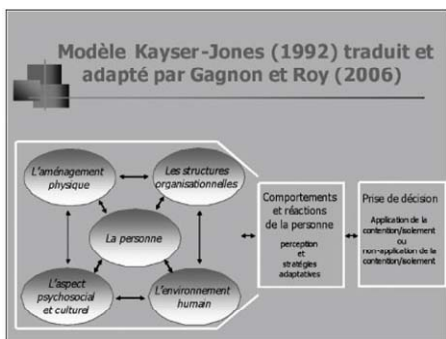 Modèle Kayser-Jones (1992) traduit et
adapté par Gagnon et Roy (2006)
L'aménagement
physique
Les structures
organisationnelles
La personne
L'aspect
psychosocial
et culturel
L'environnement
humain
Comportements
et réactions
de la personne
perception
et
stratégies
adaptatives
Prise de décision
Application de la
contention/isolement
ou
non-application de la
contention/isolement